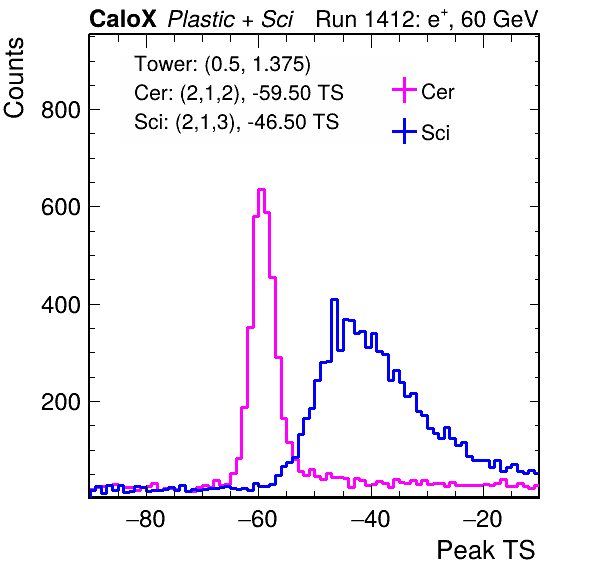 CaloX Plastic + Sci Run 1412: e⁺, 60 GeV
Counts
Tower: (0.5, 1.375)
Cer: (2,1,2), -59.50 TS
Sci: (2,1,3), -46.50 TS
Cer
Sci
800
600
400
200
−80 −60 −40 −20
Peak TS